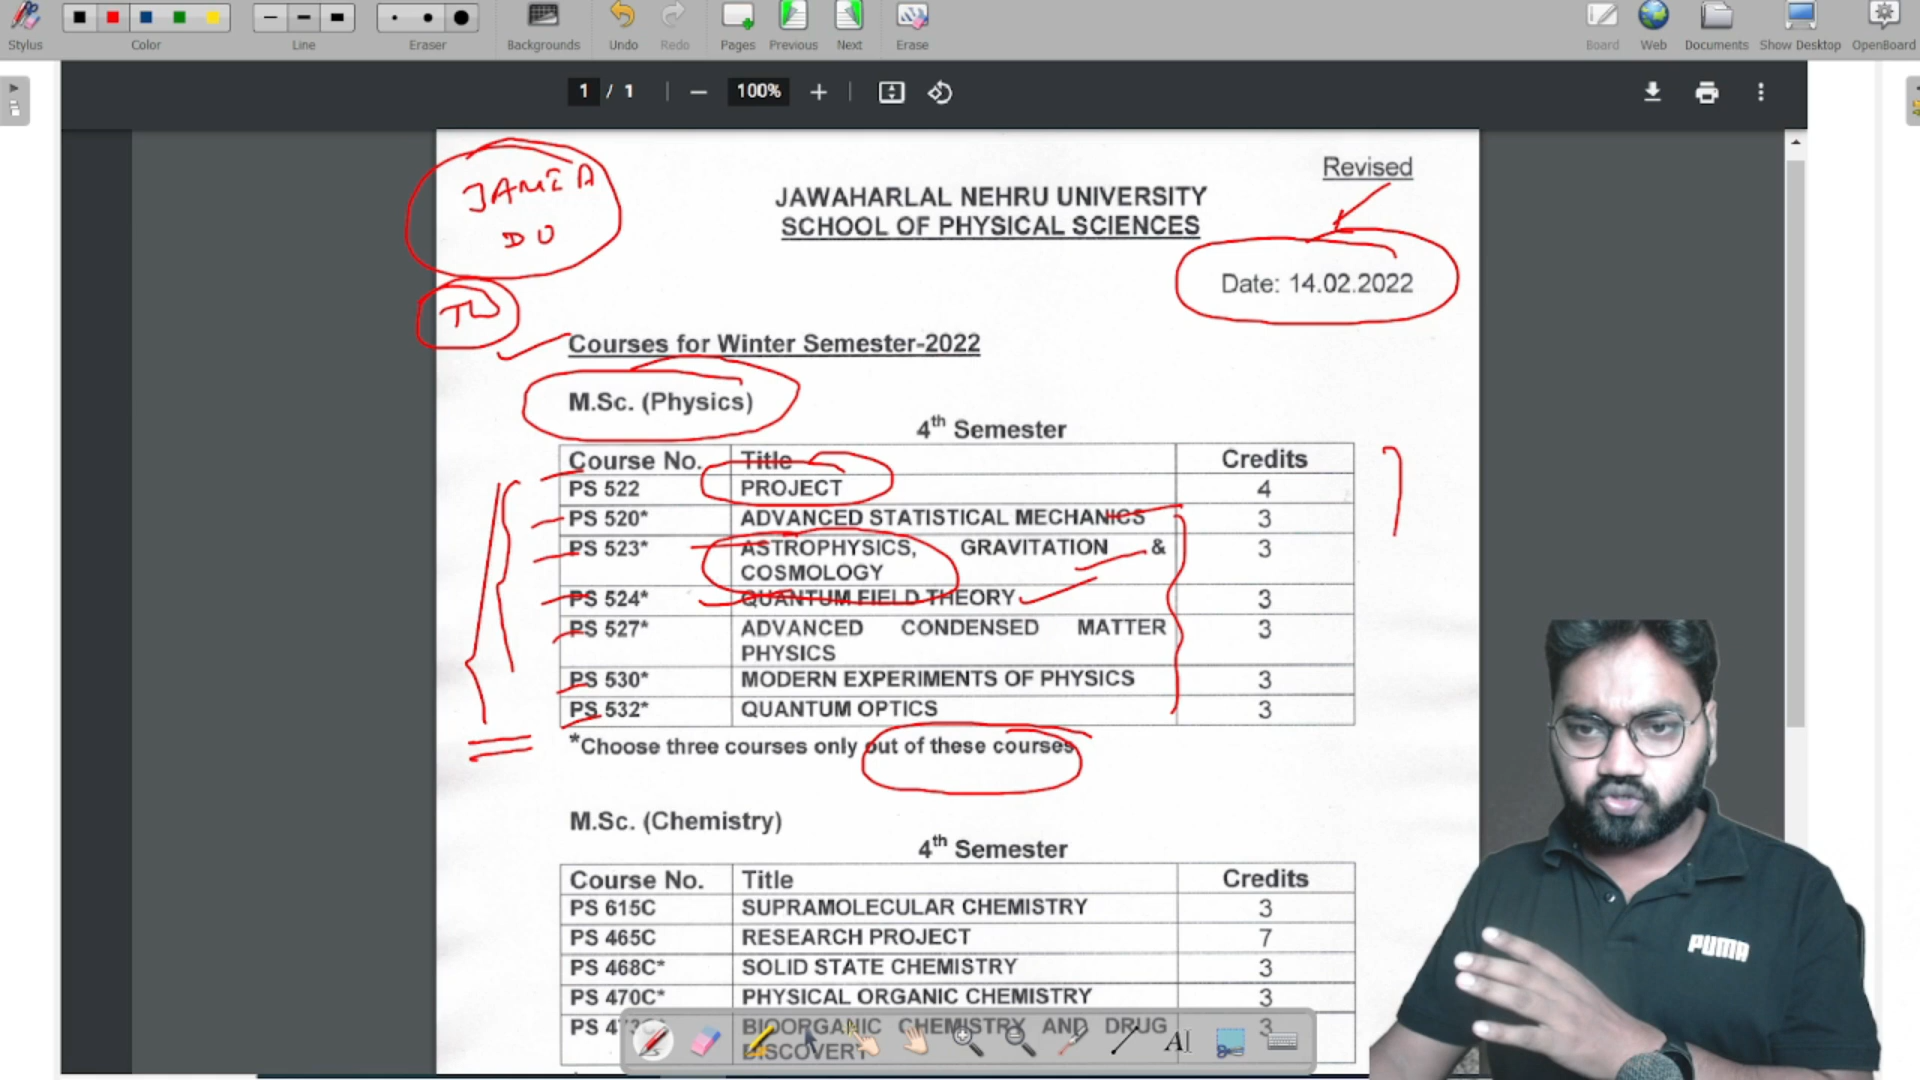 Stylus
Color
Line
Eraser
Backgrounds
Undo
Redo
Pages
Previous
Next
Erase
Board
Web
Documents
Show Desktop
OpenBoard
1 / 1
100%
JAMIA
DU
Revised
JAWAHARLAL NEHRU UNIVERSITY
SCHOOL OF PHYSICAL SCIENCES
Date: 14.02.2022
Courses for Winter Semester-2022
M.Sc. (Physics)
4th Semester
Course No. Title Credits
PS 522 PROJECT 4
PS 520* ADVANCED STATISTICAL MECHANICS 3
PS 523* ASTROPHYSICS, GRAVITATION & 3
COSMOLOGY
PS 524* QUANTUM FIELD THEORY 3
PS 527* ADVANCED CONDENSED MATTER 3
PHYSICS
PS 530* MODERN EXPERIMENTS OF PHYSICS 3
PS 532* QUANTUM OPTICS 3
*Choose three courses only out of these courses
M.Sc. (Chemistry)
4th Semester
Course No. Title Credits
PS 615C SUPRAMOLECULAR CHEMISTRY 3
PS 465C RESEARCH PROJECT 7
PS 468C* SOLID STATE CHEMISTRY 3
PS 470C* PHYSICAL ORGANIC CHEMISTRY 3
BIOORGANIC CHEMISTRY AND DRUG 3
DISCOVERY
AI
PUMA